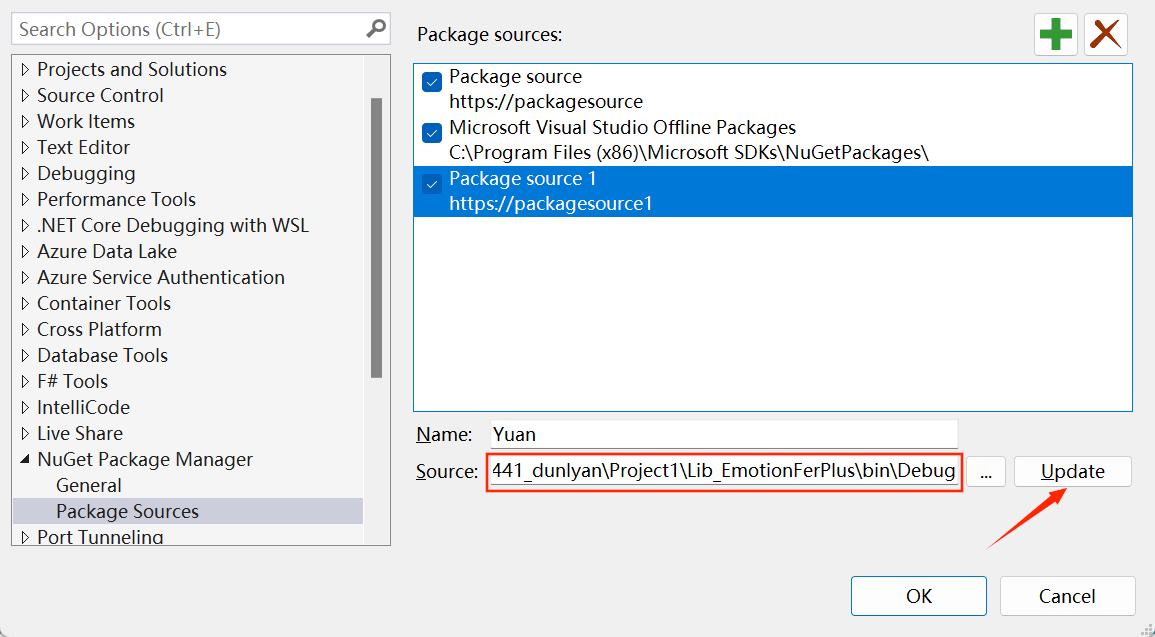 Search Options (Ctrl+E)
Projects and Solutions
Source Control
Work Items
Text Editor
Debugging
Performance Tools
.NET Core Debugging with WSL
Azure Data Lake
Azure Service Authentication
Container Tools
Cross Platform
Database Tools
F# Tools
IntelliCode
Live Share
NuGet Package Manager
General
Package Sources
Port Tunneling
Package sources:
Package source
https://packagesource
Microsoft Visual Studio Offline Packages
C:\Program Files (x86)\Microsoft SDKs\NuGetPackages\
Package source 1
https://packagesource1
Name: Yuan
Source: 441_dunlyan\Project1\Lib_EmotionFerPlus\bin\Debug ... Update
OK Cancel